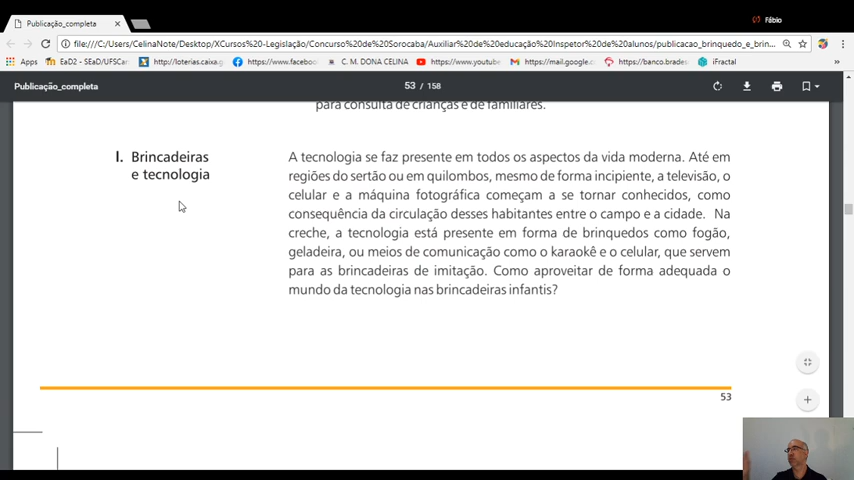 Publicação_completa
Fábio
file:///C:/Users/CelinaNote/Desktop/XCursos%20-Legislação/Concurso%20de%20Sorocaba/Auxiliar%20de%20educação%20Inspetor%20de%20alunos/publicacao_brinquedo_e_brin...
Apps EaD2 - SEaD/UFSCar http://loterias.caixa.g https://www.faceboo C. M. DONA CELINA https://www.youtube https://mail.google.c https://banco.brades iFractal
Publicação_completa 53 / 158
para consulta de crianças e de familiares.
I. Brincadeiras
e tecnologia
A tecnologia se faz presente em todos os aspectos da vida moderna. Até em
regiões do sertão ou em quilombos, mesmo de forma incipiente, a televisão, o
celular e a máquina fotográfica começam a se tornar conhecidos, como
consequência da circulação desses habitantes entre o campo e a cidade. Na
creche, a tecnologia está presente em forma de brinquedos como fogão,
geladeira, ou meios de comunicação como o karaokê e o celular, que servem
para as brincadeiras de imitação. Como aproveitar de forma adequada o
mundo da tecnologia nas brincadeiras infantis?
53